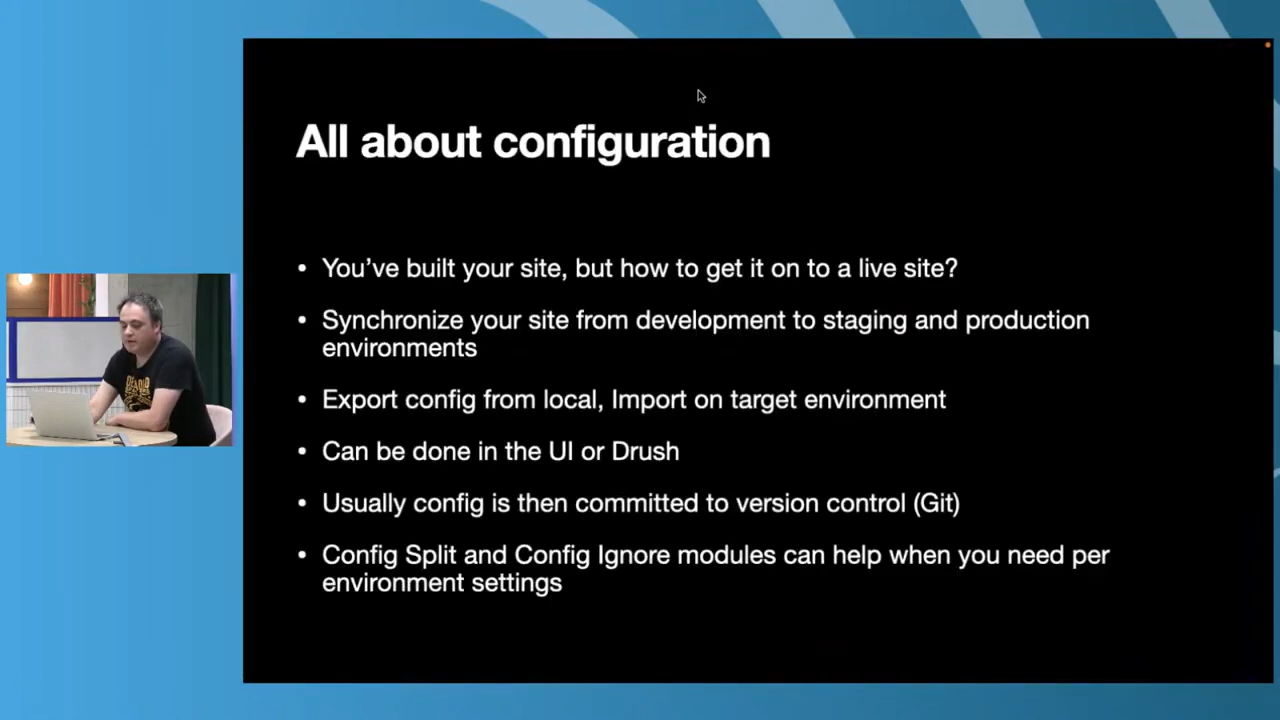 All about configuration
• You’ve built your site, but how to get it on to a live site?
• Synchronize your site from development to staging and production
environments
• Export config from local, Import on target environment
• Can be done in the UI or Drush
• Usually config is then committed to version control (Git)
• Config Split and Config Ignore modules can help when you need per
environment settings